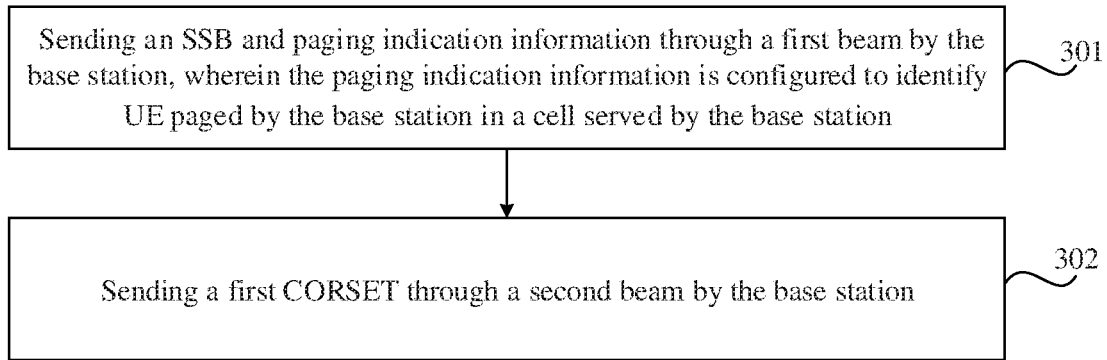 Sending an SSB and paging indication information through a first beam by the
base station, wherein the paging indication information is configured to identify
UE paged by the base station in a cell served by the base station
301
Sending a first CORSET through a second beam by the base station
302